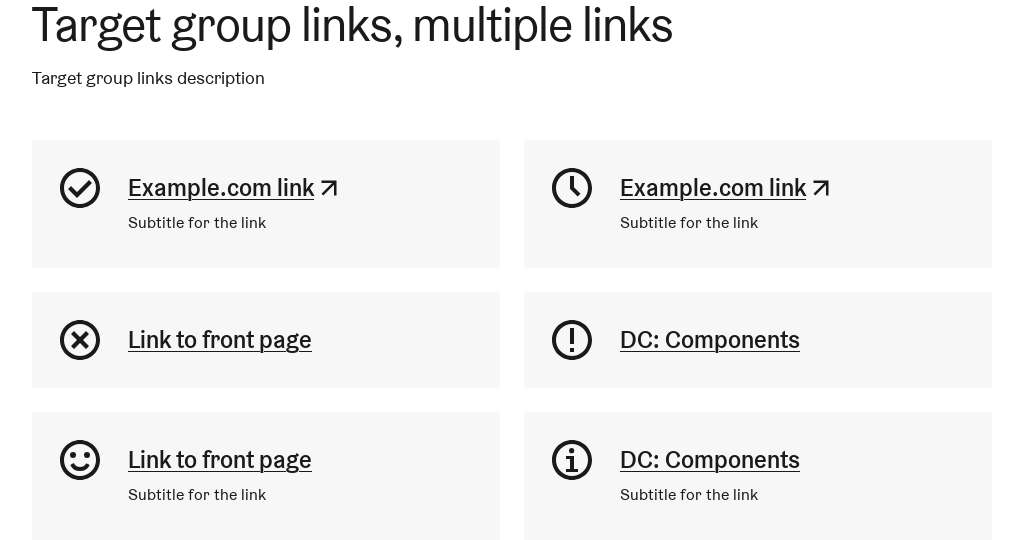 Target group links, multiple links
Target group links description
Example.com link
Subtitle for the link
Example.com link
Subtitle for the link
Link to front page
DC: Components
Link to front page
Subtitle for the link
DC: Components
Subtitle for the link